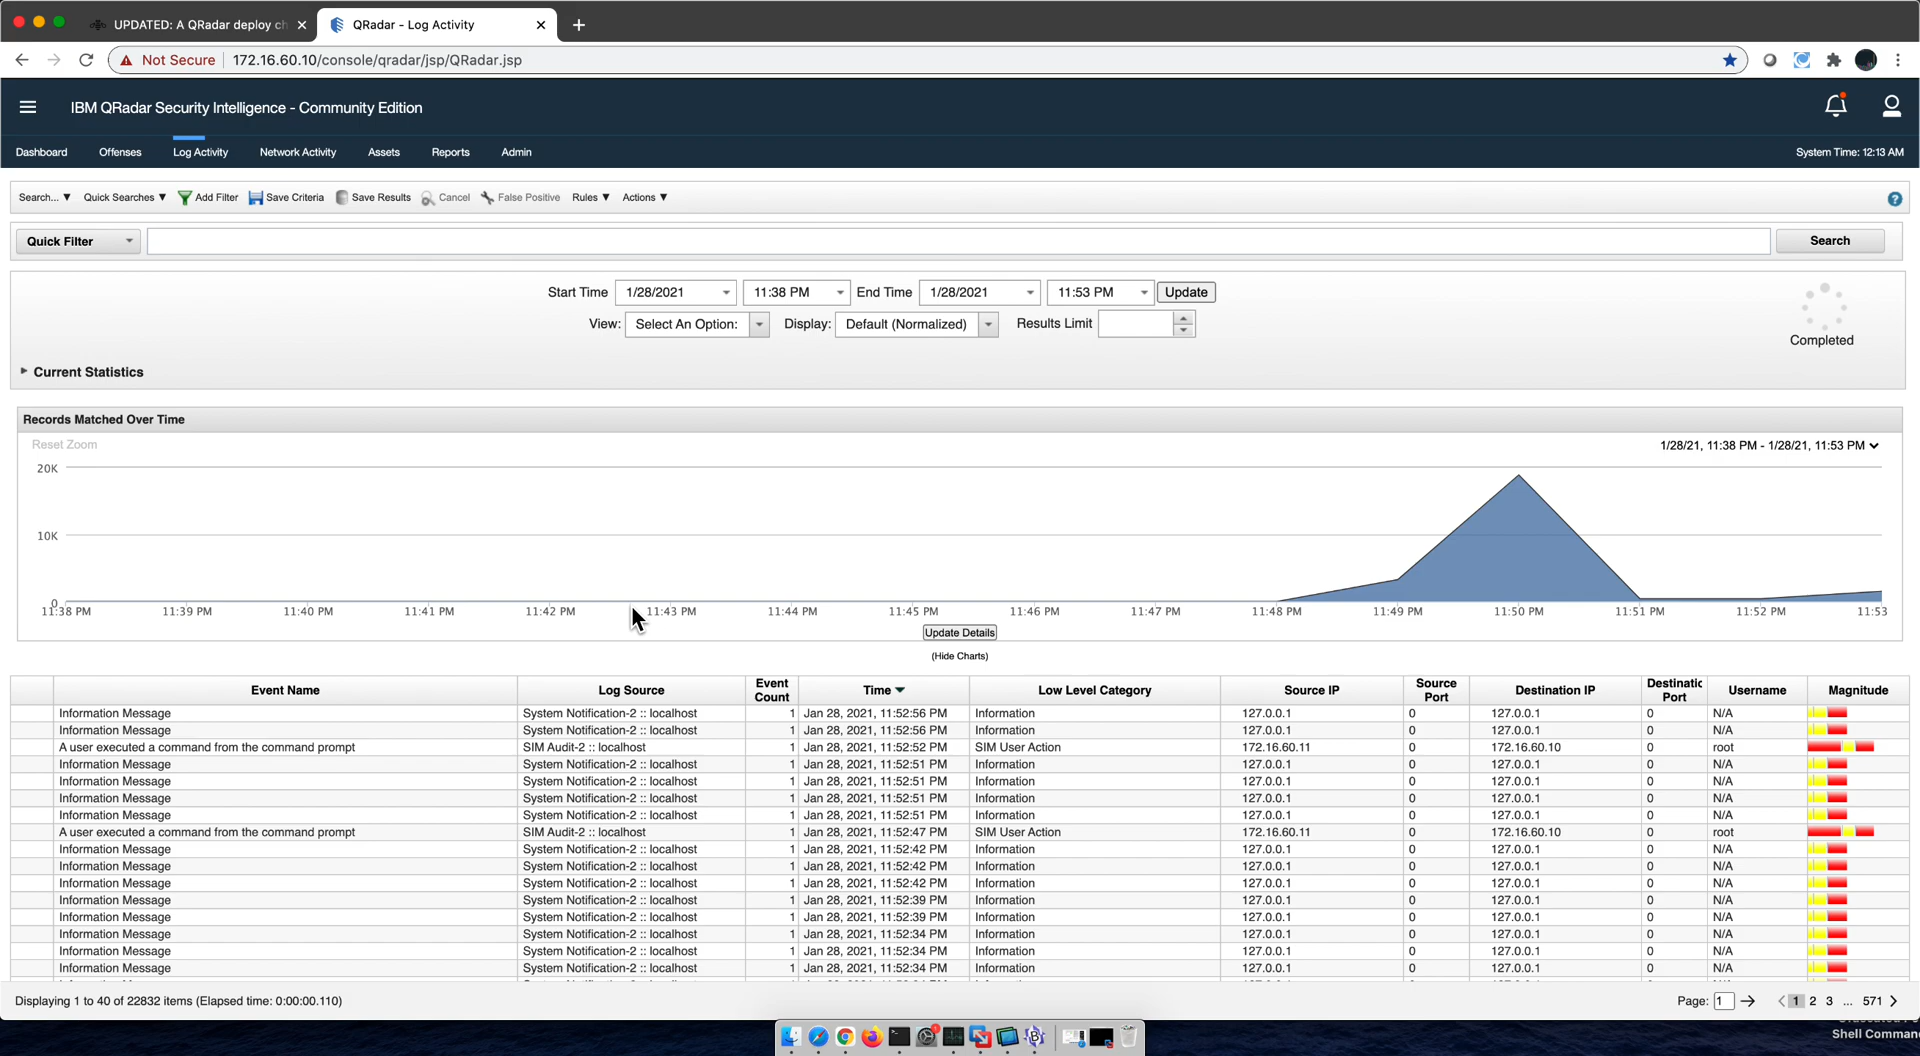 UPDATED: A QRadar deploy ch
QRadar - Log Activity
Not Secure 172.16.60.10/console/qradar/jsp/QRadar.jsp
IBM QRadar Security Intelligence - Community Edition
Dashboard Offenses Log Activity Network Activity Assets Reports Admin System Time: 12:13 AM
Search... Quick Searches Add Filter Save Criteria Save Results Cancel False Positive Rules Actions
Quick Filter Search
Start Time 1/28/2021 11:38 PM End Time 1/28/2021 11:53 PM Update
View: Select An Option: Display: Default (Normalized) Results Limit
Completed
Current Statistics
Records Matched Over Time
Reset Zoom 1/28/21, 11:38 PM - 1/28/21, 11:53 PM
20K
10K
0
11:38 PM 11:39 PM 11:40 PM 11:41 PM 11:42 PM 11:43 PM 11:44 PM 11:45 PM 11:46 PM 11:47 PM 11:48 PM 11:49 PM 11:50 PM 11:51 PM 11:52 PM 11:53
Update Details
(Hide Charts)
Event Name Log Source Event Count Time Low Level Category Source IP Source Port Destination IP Destinatic Port Username Magnitude
Information Message System Notification-2 :: localhost 1 Jan 28, 2021, 11:52:56 PM Information 127.0.0.1 0 127.0.0.1 0 N/A
Information Message System Notification-2 :: localhost 1 Jan 28, 2021, 11:52:56 PM Information 127.0.0.1 0 127.0.0.1 0 N/A
A user executed a command from the command prompt SIM Audit-2 :: localhost 1 Jan 28, 2021, 11:52:52 PM SIM User Action 172.16.60.11 0 172.16.60.10 0 root
Information Message System Notification-2 :: localhost 1 Jan 28, 2021, 11:52:51 PM Information 127.0.0.1 0 127.0.0.1 0 N/A
Information Message System Notification-2 :: localhost 1 Jan 28, 2021, 11:52:51 PM Information 127.0.0.1 0 127.0.0.1 0 N/A
Information Message System Notification-2 :: localhost 1 Jan 28, 2021, 11:52:51 PM Information 127.0.0.1 0 127.0.0.1 0 N/A
Information Message System Notification-2 :: localhost 1 Jan 28, 2021, 11:52:51 PM Information 127.0.0.1 0 127.0.0.1 0 N/A
A user executed a command from the command prompt SIM Audit-2 :: localhost 1 Jan 28, 2021, 11:52:47 PM SIM User Action 172.16.60.11 0 172.16.60.10 0 root
Information Message System Notification-2 :: localhost 1 Jan 28, 2021, 11:52:42 PM Information 127.0.0.1 0 127.0.0.1 0 N/A
Information Message System Notification-2 :: localhost 1 Jan 28, 2021, 11:52:42 PM Information 127.0.0.1 0 127.0.0.1 0 N/A
Information Message System Notification-2 :: localhost 1 Jan 28, 2021, 11:52:42 PM Information 127.0.0.1 0 127.0.0.1 0 N/A
Information Message System Notification-2 :: localhost 1 Jan 28, 2021, 11:52:39 PM Information 127.0.0.1 0 127.0.0.1 0 N/A
Information Message System Notification-2 :: localhost 1 Jan 28, 2021, 11:52:39 PM Information 127.0.0.1 0 127.0.0.1 0 N/A
Information Message System Notification-2 :: localhost 1 Jan 28, 2021, 11:52:34 PM Information 127.0.0.1 0 127.0.0.1 0 N/A
Information Message System Notification-2 :: localhost 1 Jan 28, 2021, 11:52:34 PM Information 127.0.0.1 0 127.0.0.1 0 N/A
Information Message System Notification-2 :: localhost 1 Jan 28, 2021, 11:52:34 PM Information 127.0.0.1 0 127.0.0.1 0 N/A
Displaying 1 to 40 of 22832 items (Elapsed time: 0:00:00.110) Page: 1 1 2 3 ... 571
Shell Comman